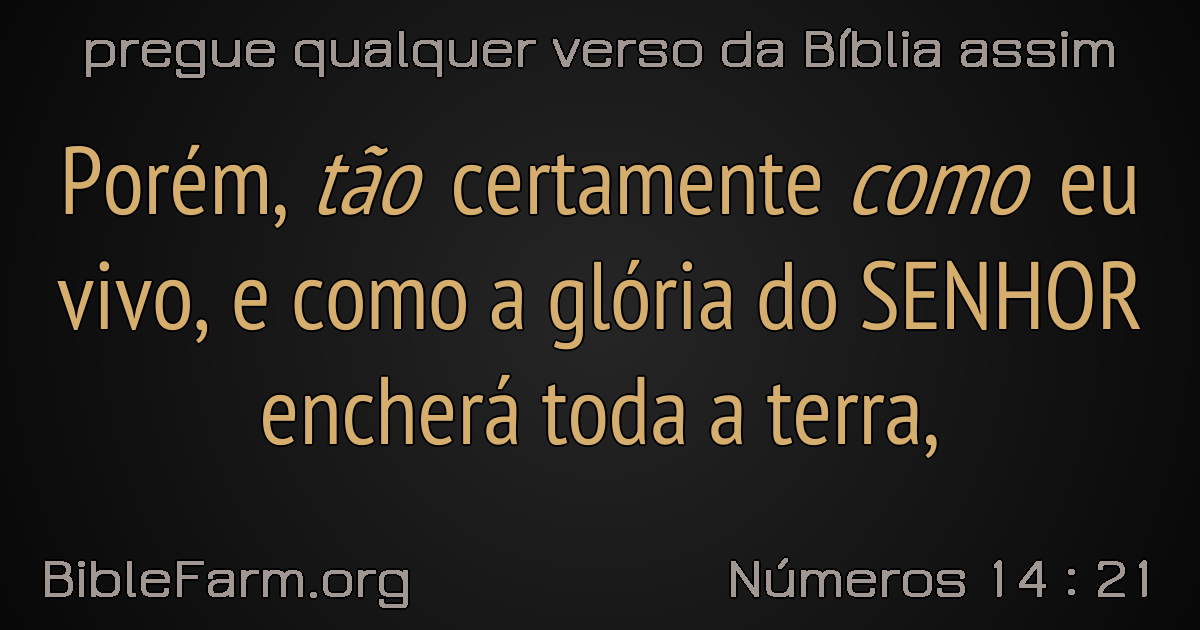 pregue qualquer verso da Bíblia assim
Porém, tão certamente como eu
vivo, e como a glória do SENHOR
encherá toda a terra,
BibleFarm.org
Números 14 : 21